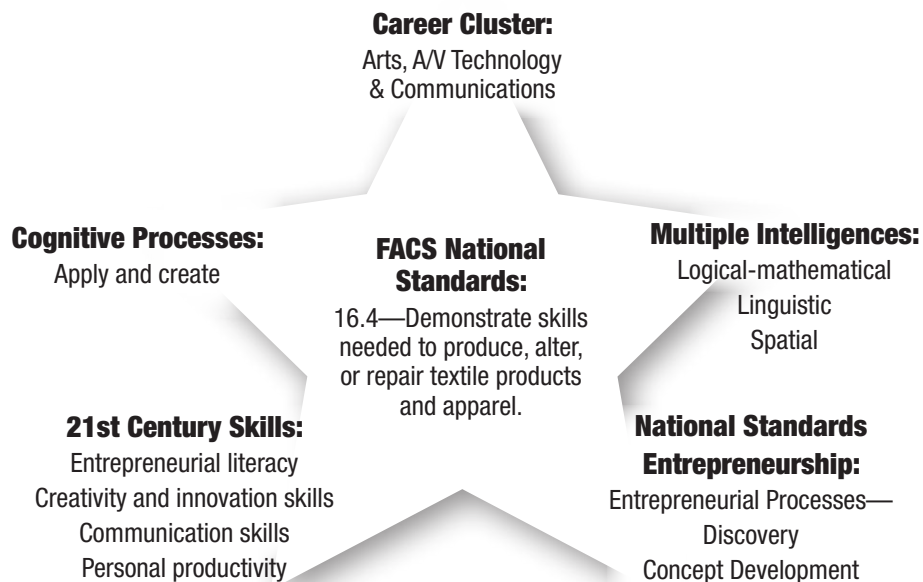 Career Cluster:
Arts, A/V Technology
& Communications
Cognitive Processes:
Apply and create
FACS National
Standards:
16.4—Demonstrate skills
needed to produce, alter,
or repair textile products
and apparel.
Multiple Intelligences:
Logical-mathematical
Linguistic
Spatial
21st Century Skills:
Entrepreneurial literacy
Creativity and innovation skills
Communication skills
Personal productivity
National Standards
Entrepreneurship:
Entrepreneurial Processes—
Discovery
Concept Development